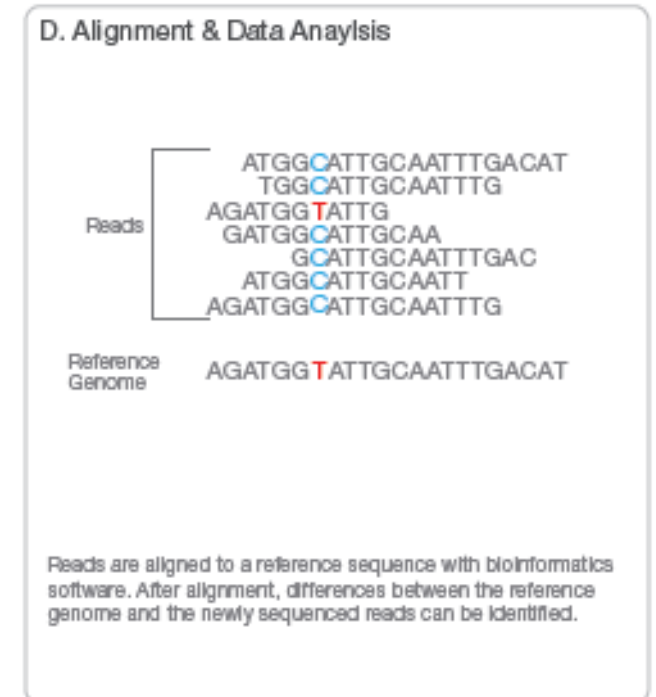 D. Alignment & Data Anaylsis
ATGGCATTGCAATTTGACAT
TGGCATTGCAATTTG
AGATGGTATTG
Reads
GATGGCATTGCAA
GCATTGCAATTTGAC
ATGGCATTGCAATT
AGATGGCATTGCAATTTG
Reference
Genome
AGATGGTATTGCAATTTGACAT
Reads are aligned to a reference sequence with bioinformatics
software. After alignment, differences between the reference
genome and the newly sequenced reads can be identified.